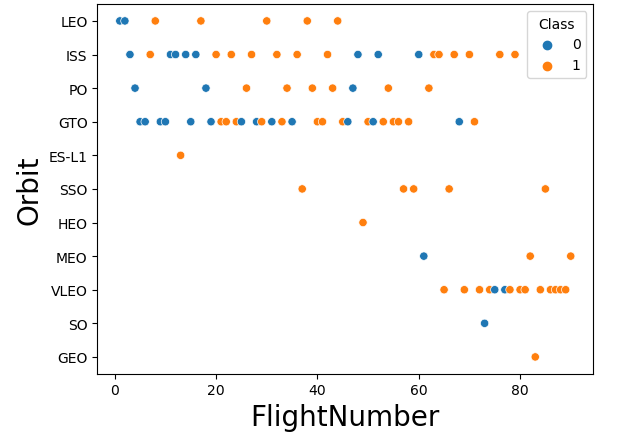 LEO
ISS
PO
GTO
ES-L1
SSO
HEO
MEO
VLEO
SO
GEO
Orbit
Class
0
1
0 20 40 60 80
FlightNumber